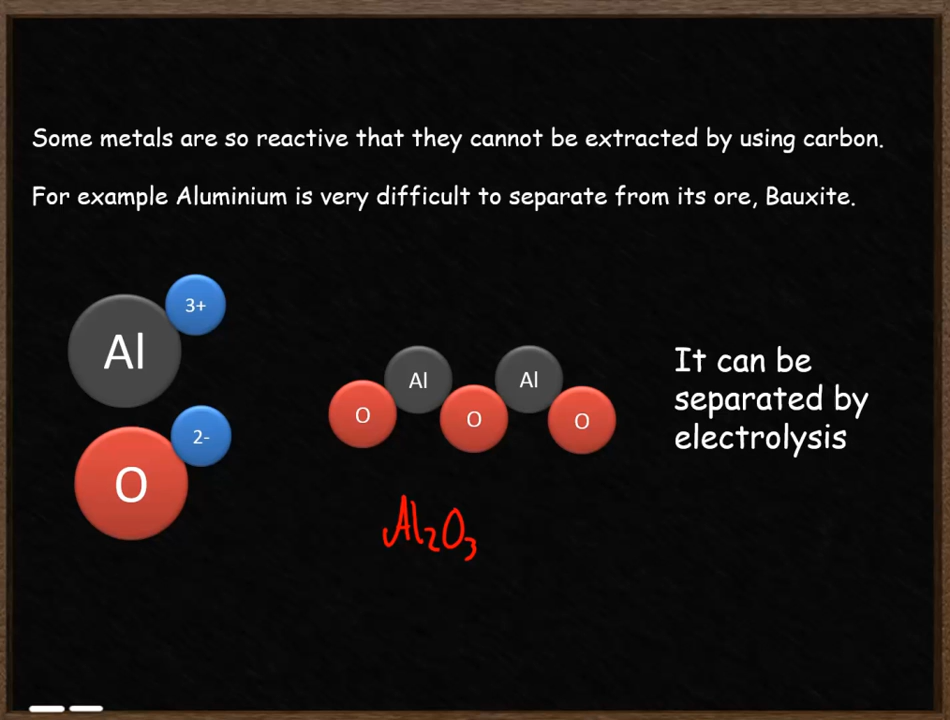 Some metals are so reactive that they cannot be extracted by using carbon.
For example Aluminium is very difficult to separate from its ore, Bauxite.
3+
Al
2-
O
Al Al
O O O
Al₂O₃
It can be
separated by
electrolysis